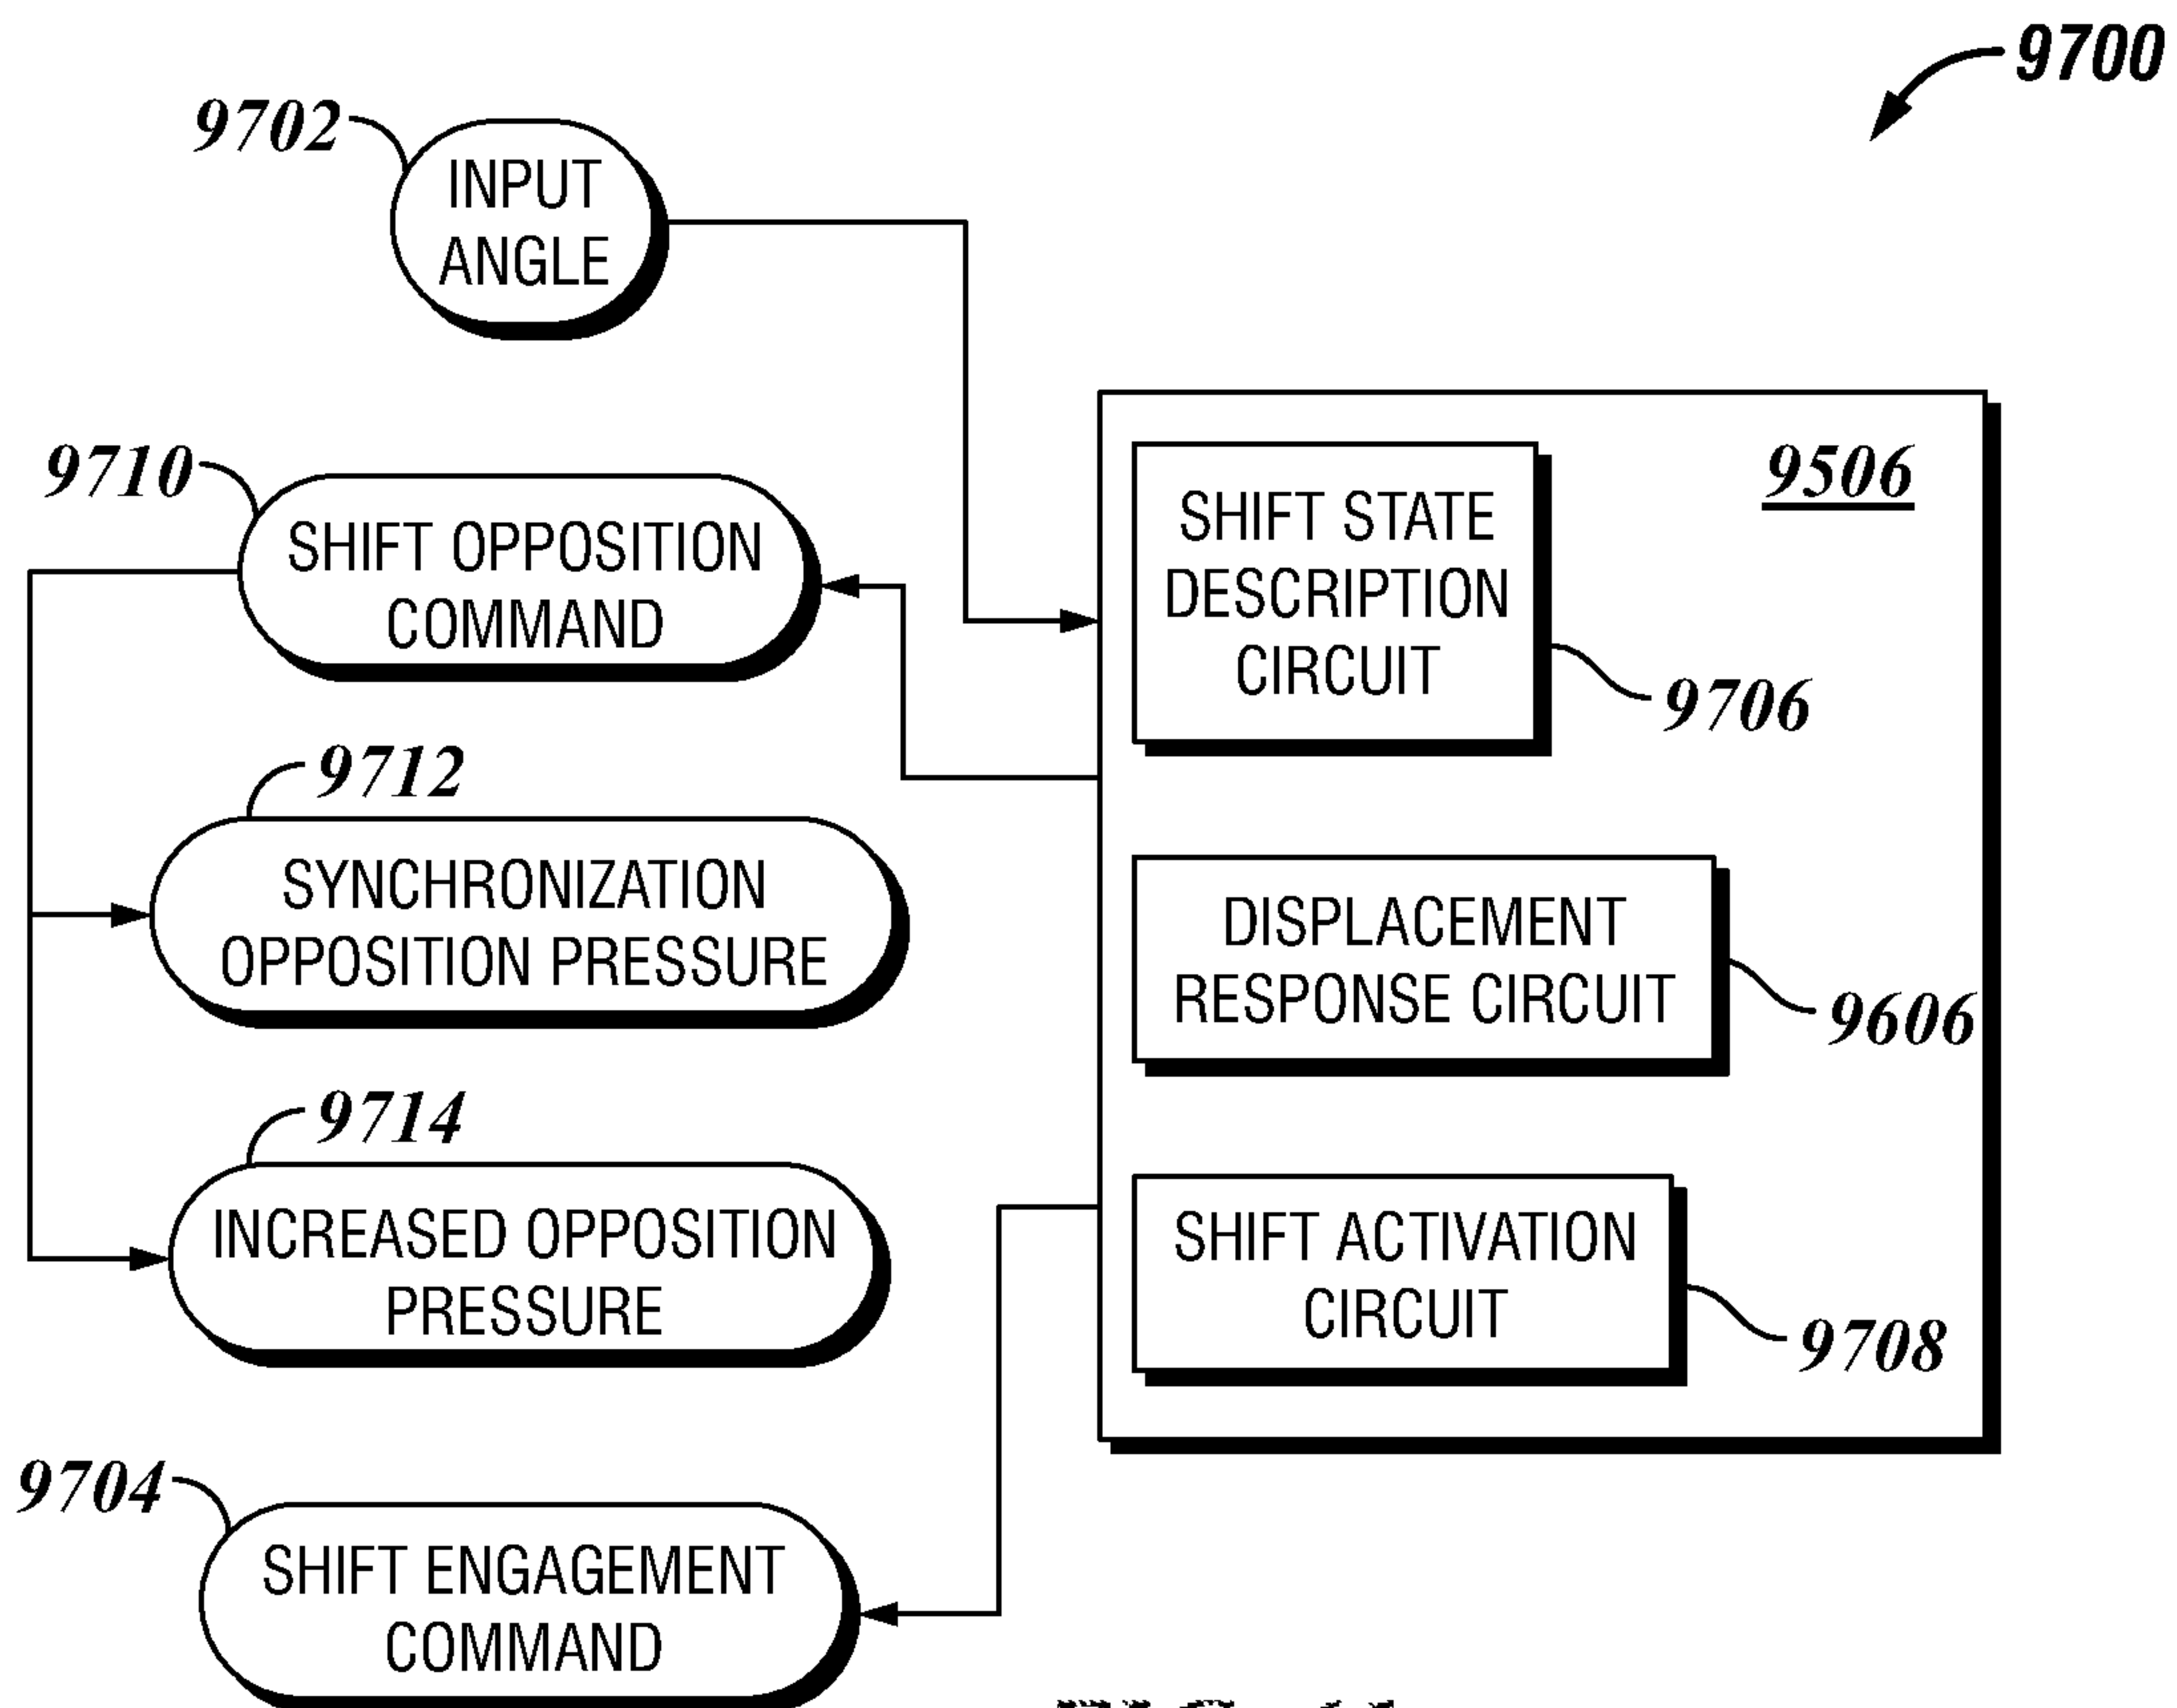 9700
9702
INPUT
ANGLE
9710
SHIFT OPPOSITION
COMMAND
9506
SHIFT STATE
DESCRIPTION
CIRCUIT
9706
9712
SYNCHRONIZATION
OPPOSITION PRESSURE
DISPLACEMENT
RESPONSE CIRCUIT
9606
9714
INCREASED OPPOSITION
PRESSURE
SHIFT ACTIVATION
CIRCUIT
9708
9704
SHIFT ENGAGEMENT
COMMAND